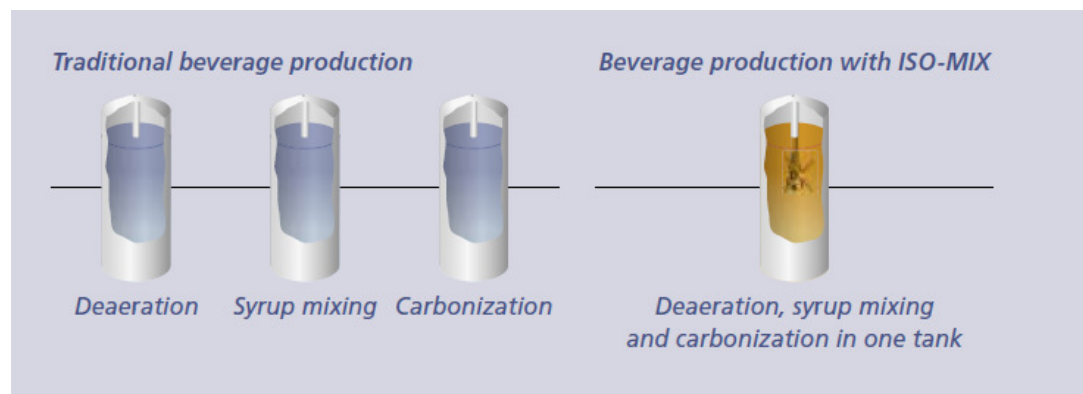 Traditional beverage production
Beverage production with ISO-MIX
Deaeration
Syrup mixing
Carbonization
Deaeration, syrup mixing
and carbonization in one tank